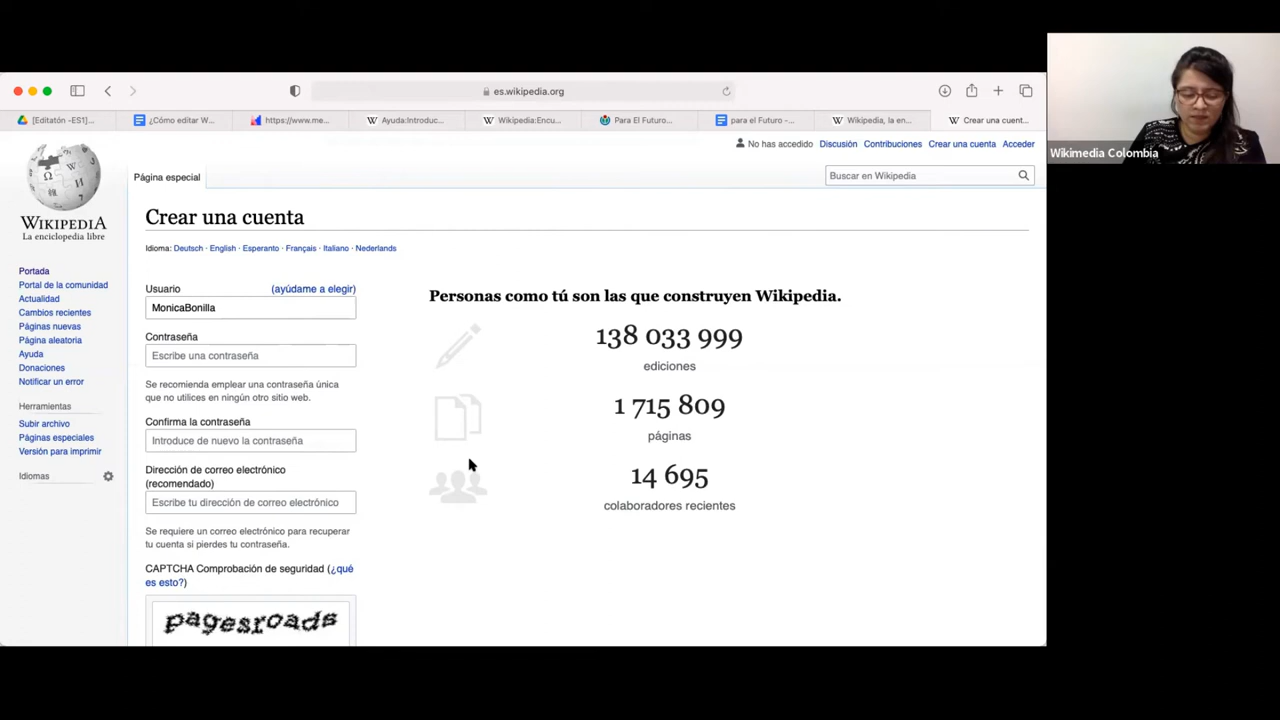 es.wikipedia.org
[Editatón -ES1]...
¿Cómo editar W...
https://www.me...
Ayuda:Introduc...
Wikipedia:Encu...
Para El Futuro...
para el Futuro -...
Wikipedia, la en...
Crear una cuent...
No has accedido Discusión Contribuciones Crear una cuenta Acceder
Wikimedia Colombia
Página especial
Buscar en Wikipedia
WIKIPEDIA
La enciclopedia libre
Portada
Portal de la comunidad
Actualidad
Cambios recientes
Páginas nuevas
Página aleatoria
Ayuda
Donaciones
Notificar un error
Herramientas
Subir archivo
Páginas especiales
Versión para imprimir
Idiomas
Crear una cuenta
Idioma: Deutsch · English · Esperanto · Français · Italiano · Nederlands
Usuario (ayúdame a elegir)
MonicaBonilla
Contraseña
Escribe una contraseña
Se recomienda emplear una contraseña única
que no utilices en ningún otro sitio web.
Confirma la contraseña
Introduce de nuevo la contraseña
Dirección de correo electrónico
(recomendado)
Escribe tu dirección de correo electrónico
Se requiere un correo electrónico para recuperar
tu cuenta si pierdes tu contraseña.
CAPTCHA Comprobación de seguridad (¿qué
es esto?)
pagesroads
Personas como tú son las que construyen Wikipedia.
138 033 999
ediciones
1 715 809
páginas
14 695
colaboradores recientes